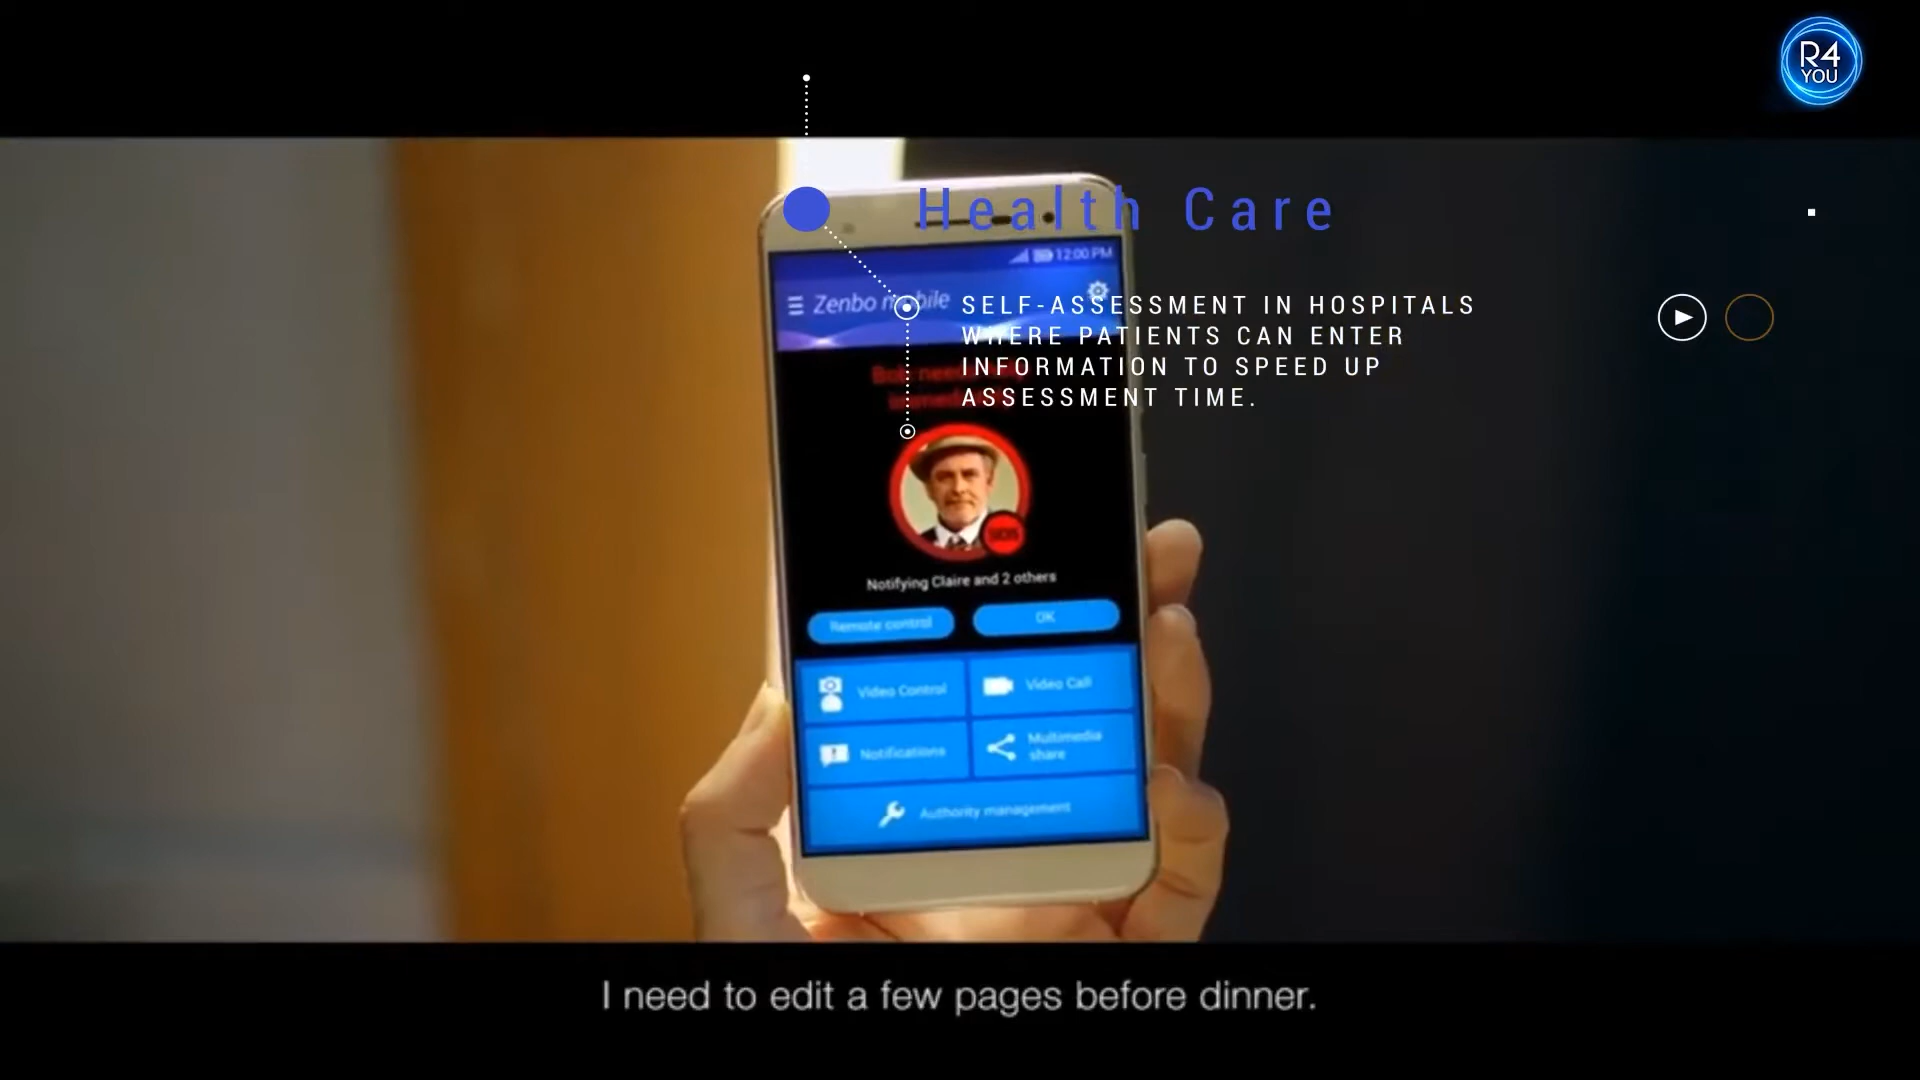 R4
YOU
Health Care
12:00 PM
Zenbo mobile
SELF-ASSESSMENT IN HOSPITALS
WHERE PATIENTS CAN ENTER
INFORMATION TO SPEED UP
ASSESSMENT TIME.
SOS
Notifying Claire and 2 others
Remote control
OK
Video Control
Video Call
Notifications
Multimedia
share
Authority management
I need to edit a few pages before dinner.